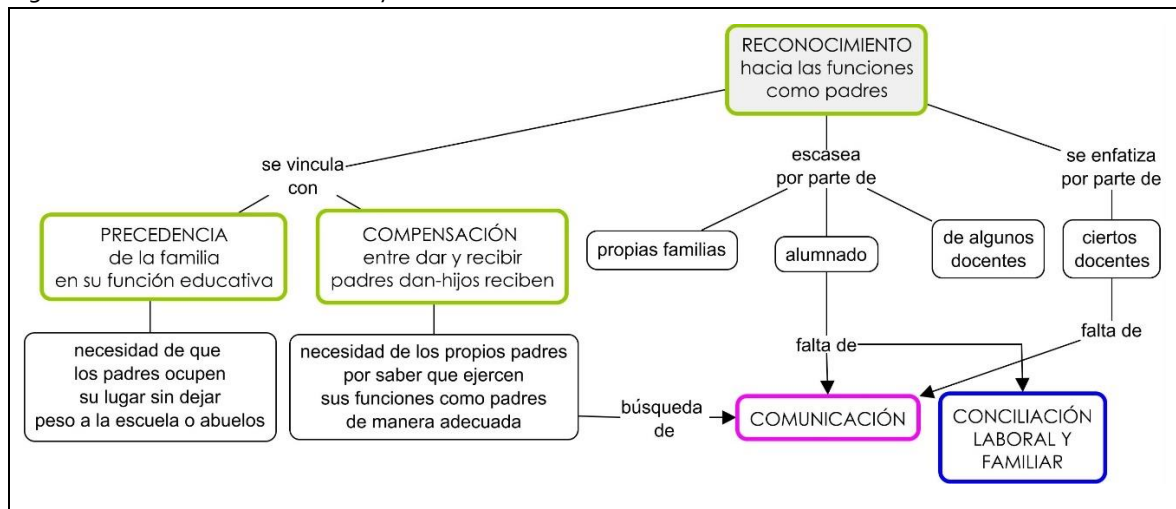 RECONOCIMIENTO
hacia las funciones
como padres
se vincula
con
escasea
por parte de
se enfatiza
por parte de
PRECEDENCIA
de la familia
en su función educativa
COMPENSACIÓN
entre dar y recibir
padres dan-hijos reciben
propias familias
alumnado
de algunos
docentes
ciertos
docentes
necesidad de que
los padres ocupen
su lugar sin dejar
peso a la escuela o abuelos
necesidad de los propios padres
por saber que ejercen
sus funciones como padres
de manera adecuada
búsqueda
de
falta de
falta de
COMUNICACIÓN
CONCILIACIÓN
LABORAL Y
FAMILIAR